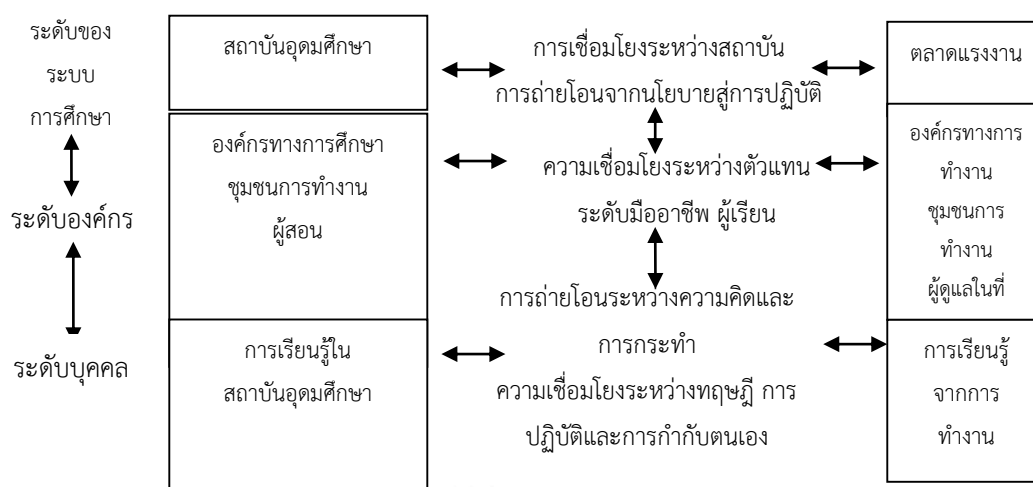 ระดับของ
ระบบ
การศึกษา
ระดับองค์กร
ระดับบุคคล
สถาบันอุดมศึกษา
องค์กรทางการศึกษา
ชุมชนการทำงาน
ผู้สอน
การเรียนรู้ใน
สถาบันอุดมศึกษา
การเชื่อมโยงระหว่างสถาบัน
การถ่ายโอนจากนโยบายสู่การปฏิบัติ
ความเชื่อมโยงระหว่างตัวแทน
ระดับมืออาชีพ ผู้เรียน
การถ่ายโอนระหว่างความคิดและ
การกระทำ
ความเชื่อมโยงระหว่างทฤษฎี การ
ปฏิบัติและการกำกับตนเอง
ตลาดแรงงาน
องค์กรทางการ
ทำงาน
ชุมชนการ
ทำงาน
ผู้ดูแลในที่
การเรียนรู้
จากการ
ทำงาน